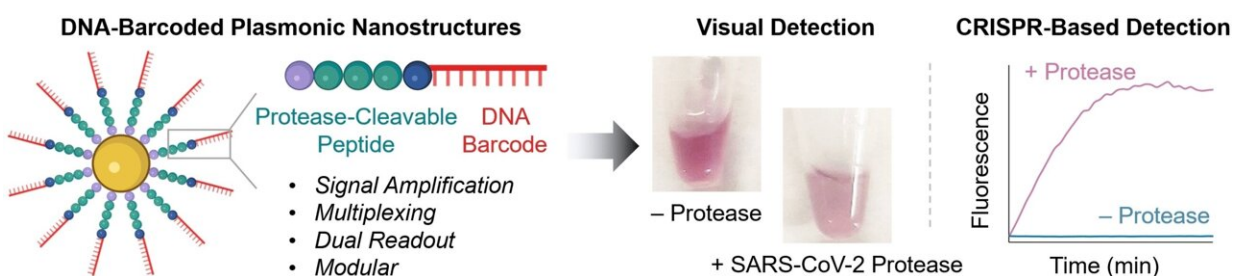 DNA-Barcoded Plasmonic Nanostructures
Protease-Cleavable
Peptide
DNA
Barcode
• Signal Amplification
• Multiplexing
• Dual Readout
• Modular
Visual Detection
– Protease
+ SARS-CoV-2 Protease
CRISPR-Based Detection
+ Protease
– Protease
Fluorescence
Time (min)